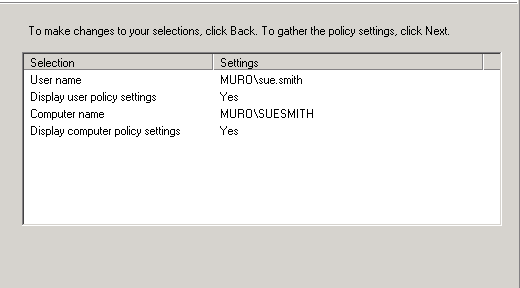 To make changes to your selections, click Back. To gather the policy settings, click Next.
Selection Settings
User name MURO\sue.smith
Display user policy settings Yes
Computer name MURO\SUESMITH
Display computer policy settings Yes